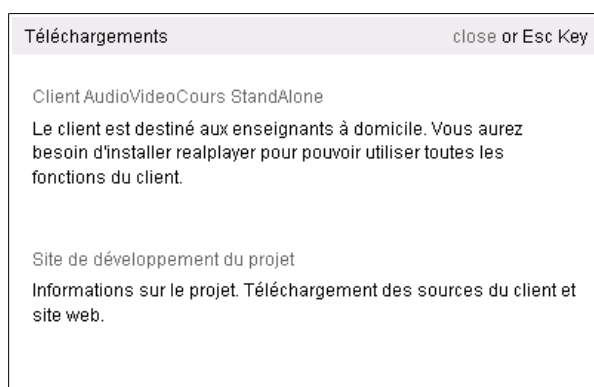 Téléchargements close or Esc Key
Client AudioVideoCours StandAlone
Le client est destiné aux enseignants à domicile. Vous aurez
besoin d'installer realplayer pour pouvoir utiliser toutes les
fonctions du client.
Site de développement du projet
Informations sur le projet. Téléchargement des sources du client et
site web.